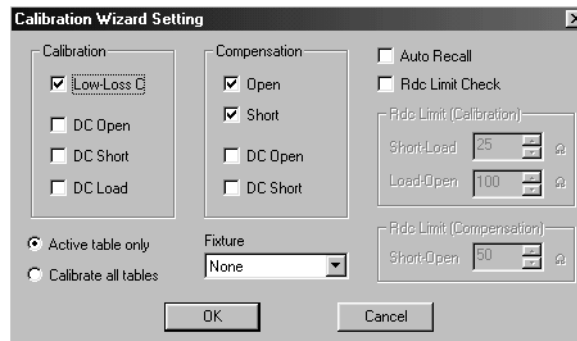 Calibration Wizard Setting
Calibration
Low-Loss C
DC Open
DC Short
DC Load
Compensation
Open
Short
DC Open
DC Short
Auto Recall
Rdc Limit Check
Rdc Limit (Calibration)
Short-Load 25 Ω
Load-Open 100 Ω
Rdc Limit (Compensation)
Short-Open 50 Ω
Active table only
Calibrate all tables
Fixture
None
OK
Cancel